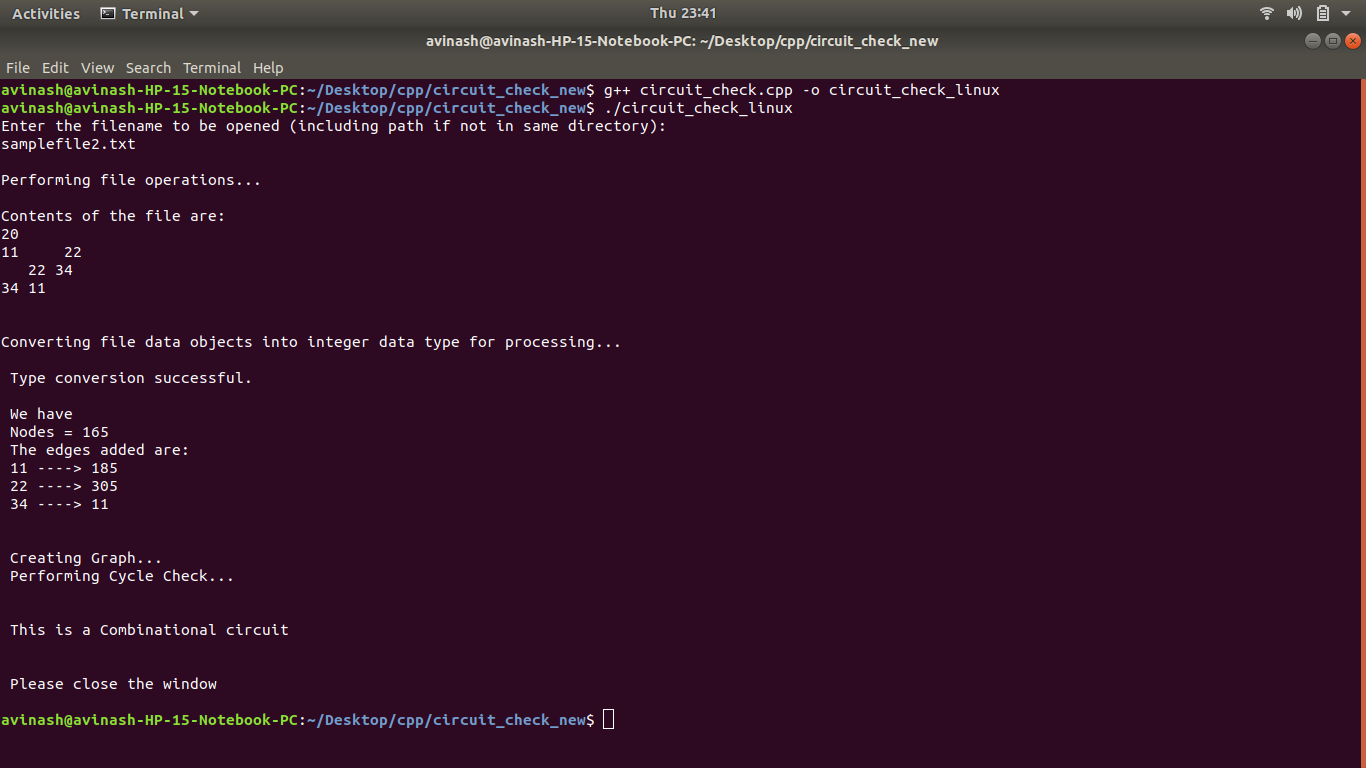 Activities Terminal Thu 23:41
avinash@avinash-HP-15-Notebook-PC: ~/Desktop/cpp/circuit_check_new
File Edit View Search Terminal Help
avinash@avinash-HP-15-Notebook-PC:~/Desktop/cpp/circuit_check_new$ g++ circuit_check.cpp -o circuit_check_linux
avinash@avinash-HP-15-Notebook-PC:~/Desktop/cpp/circuit_check_new$ ./circuit_check_linux
Enter the filename to be opened (including path if not in same directory):
samplefile2.txt
Performing file operations...
Contents of the file are:
20
11     22
   22 34
34 11
Converting file data objects into integer data type for processing...
 Type conversion successful.
 We have
 Nodes = 165
 The edges added are:
 11 ----> 185
 22 ----> 305
 34 ----> 11
 Creating Graph...
 Performing Cycle Check...
 This is a Combinational circuit
 Please close the window
avinash@avinash-HP-15-Notebook-PC:~/Desktop/cpp/circuit_check_new$